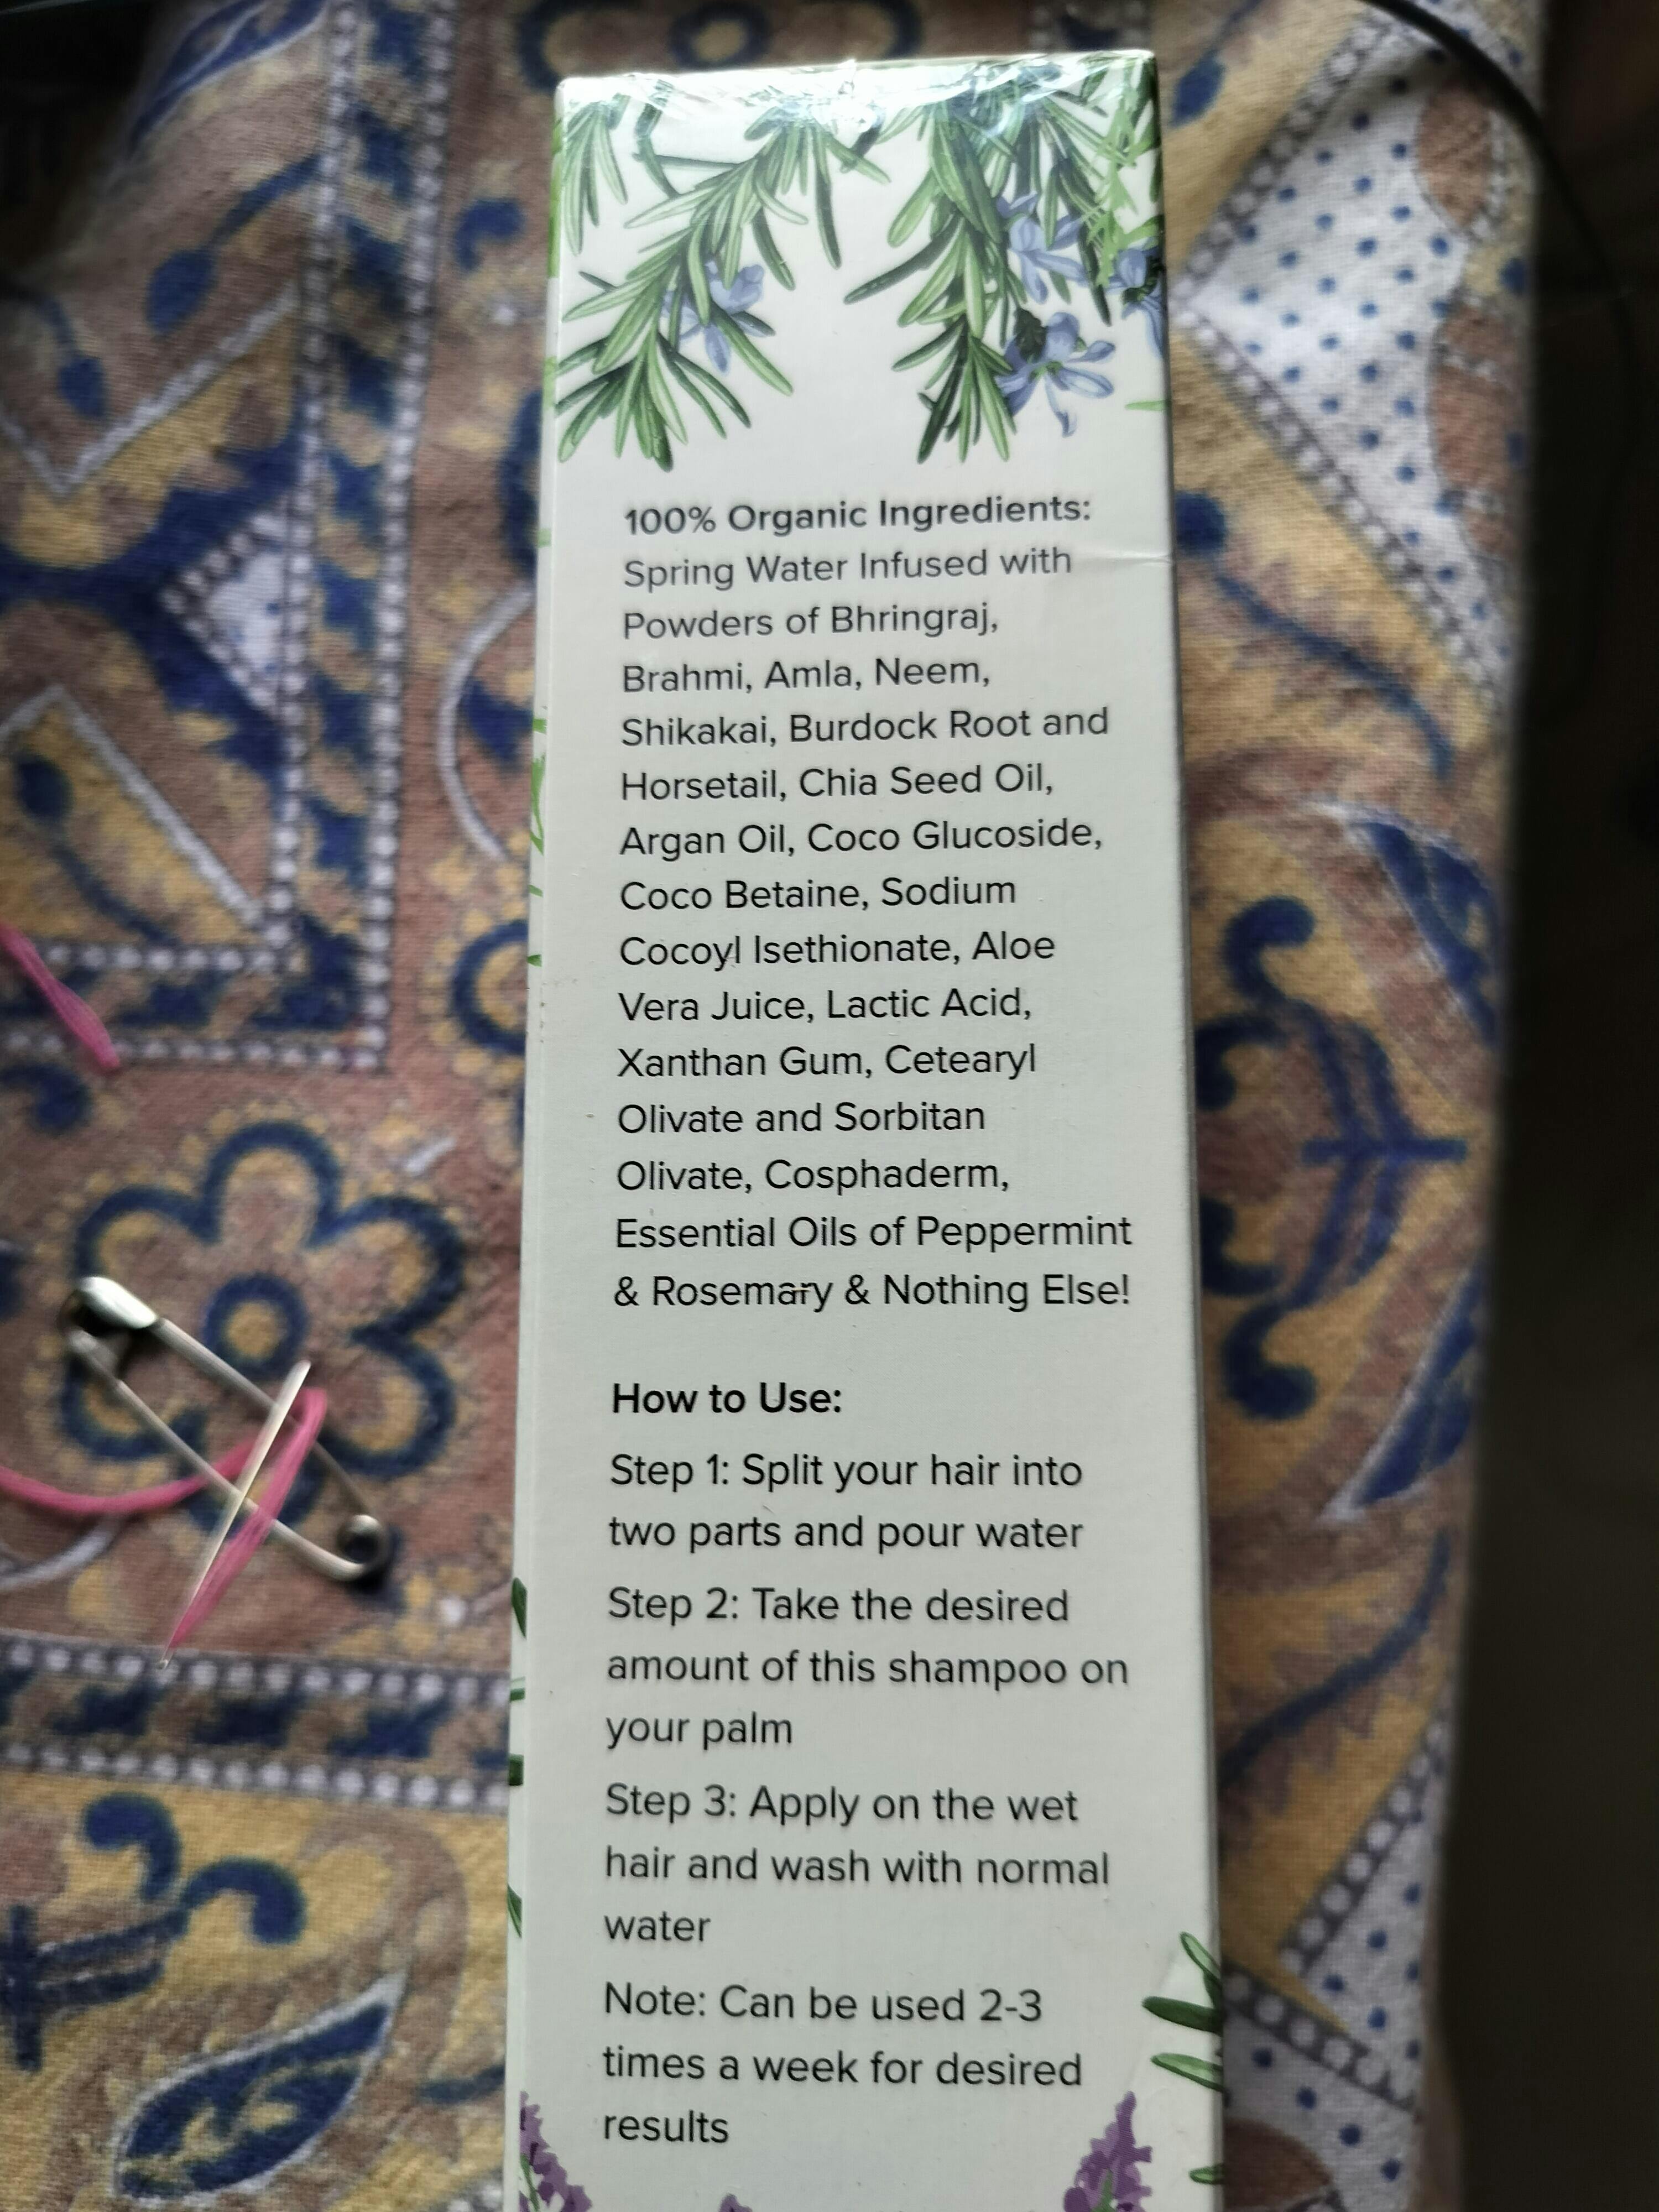 100% Organic Ingredients:
Spring Water Infused with
Powders of Bhringraj,
Brahmi, Amla, Neem,
Shikakai, Burdock Root and
Horsetail, Chia Seed Oil,
Argan Oil, Coco Glucoside,
Coco Betaine, Sodium
Cocoyl Isethionate, Aloe
Vera Juice, Lactic Acid,
Xanthan Gum, Cetearyl
Olivate and Sorbitan
Olivate, Cosphaderm,
Essential Oils of Peppermint
& Rosemary & Nothing Else!
How to Use:
Step 1: Split your hair into
two parts and pour water
Step 2: Take the desired
amount of this shampoo on
your palm
Step 3: Apply on the wet
hair and wash with normal
water
Note: Can be used 2-3
times a week for desired
results